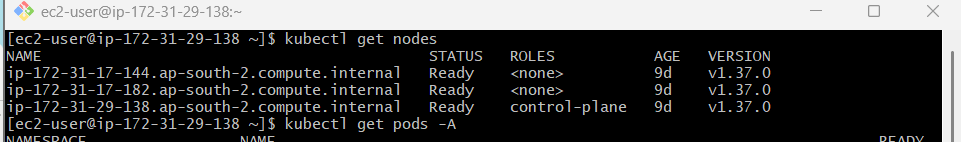 ec2-user@ip-172-31-29-138:~
[ec2-user@ip-172-31-29-138 ~]$ kubectl get nodes
NAME STATUS ROLES AGE VERSION
ip-172-31-17-144.ap-south-2.compute.internal Ready <none> 9d v1.37.0
ip-172-31-17-182.ap-south-2.compute.internal Ready <none> 9d v1.37.0
ip-172-31-29-138.ap-south-2.compute.internal Ready control-plane 9d v1.37.0
[ec2-user@ip-172-31-29-138 ~]$ kubectl get pods -A
NAMESPACE NAME READY